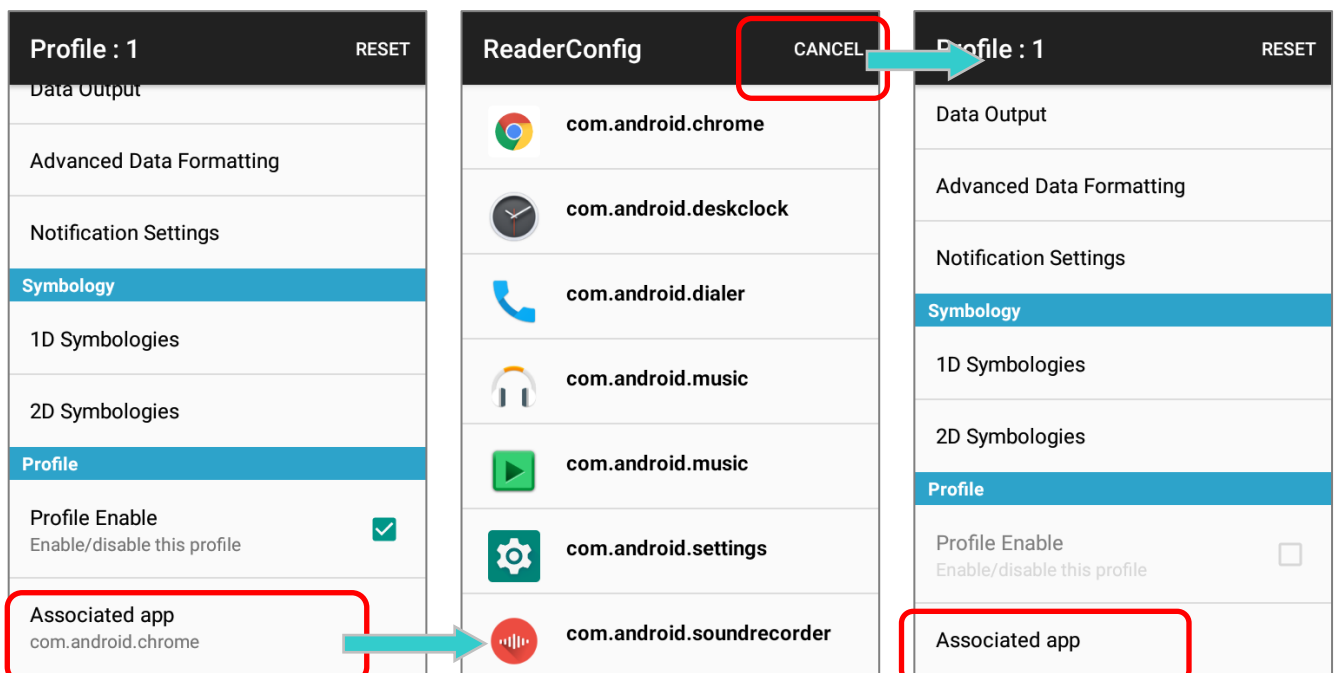 Profile : 1
RESET
Data Output
Advanced Data Formatting
Notification Settings
Symbology
1D Symbologies
2D Symbologies
Profile
Profile Enable
Enable/disable this profile
Associated app
com.android.chrome
ReaderConfig
CANCEL
com.android.chrome
com.android.deskclock
com.android.dialer
com.android.music
com.android.music
com.android.settings
com.android.soundrecorder
Profile : 1
RESET
Data Output
Advanced Data Formatting
Notification Settings
Symbology
1D Symbologies
2D Symbologies
Profile
Profile Enable
Enable/disable this profile
Associated app